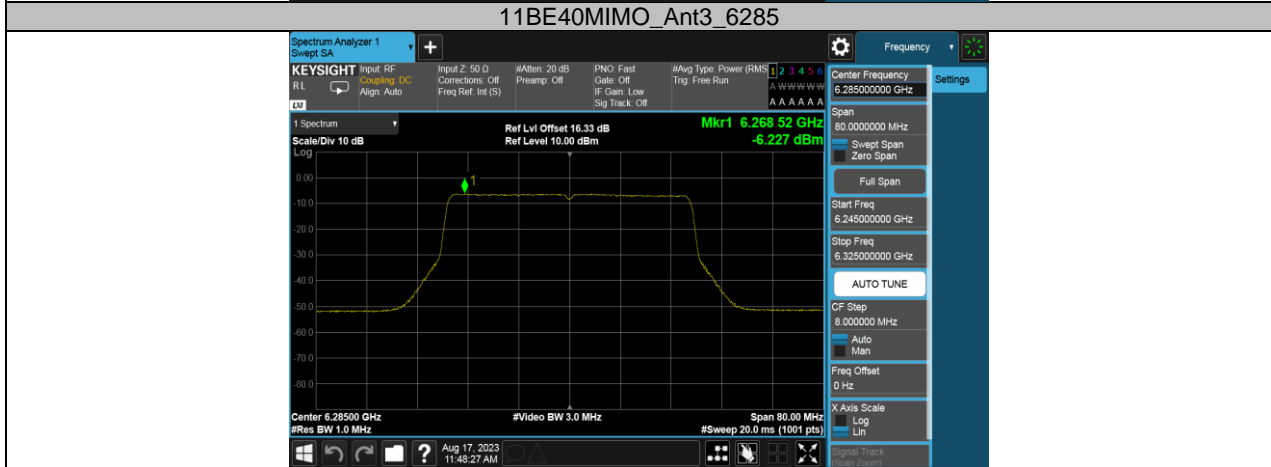 11BE40MIMO_Ant3_6285
Spectrum Analyzer 1
Swept SA
+
Frequency
KEYSIGHT
RL
LXI
Input: RF
Coupling: DC
Align: Auto
Input Z: 50 Ω
Corrections: Off
Freq Ref: Int (S)
#Atten: 20 dB
Preamp: Off
PNO: Fast
Gate: Off
IF Gain: Low
Sig Track: Off
#Avg Type: Power (RMS
Trig: Free Run
1 2 3 4 5 6
A W W W W W
A A A A A A
1 Spectrum
Scale/Div 10 dB
Log
Ref Lvl Offset 16.33 dB
Ref Level 10.00 dBm
Mkr1 6.268 52 GHz
-6.227 dBm
1
0.00
-10.0
-20.0
-30.0
-40.0
-50.0
-60.0
-70.0
-80.0
Center 6.28500 GHz
#Res BW 1.0 MHz
#Video BW 3.0 MHz
Span 80.00 MHz
#Sweep 20.0 ms (1001 pts)
Center Frequency
6.285000000 GHz
Settings
Span
80.0000000 MHz
Swept Span
Zero Span
Full Span
Start Freq
6.245000000 GHz
Stop Freq
6.325000000 GHz
AUTO TUNE
CF Step
8.000000 MHz
Auto
Man
Freq Offset
0 Hz
X Axis Scale
Log
Lin
Signal Track
(Span Zoom)
?
Aug 17, 2023
11:48:27 AM